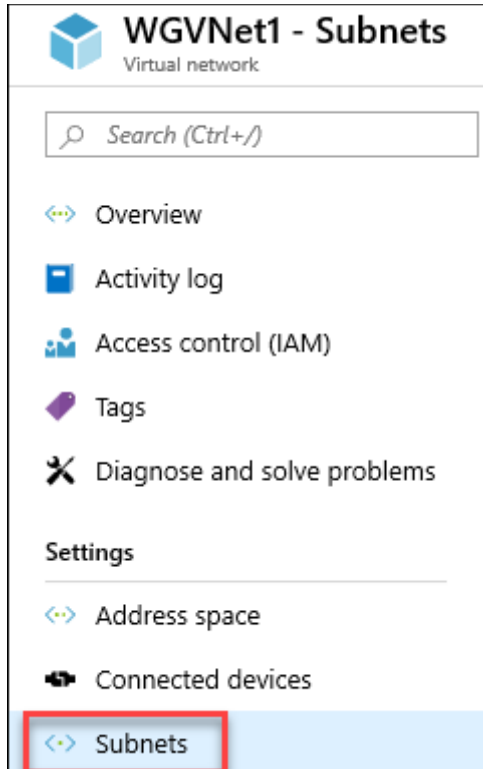 WGVNet1 - Subnets
Virtual network
Search (Ctrl+/)
Overview
Activity log
Access control (IAM)
Tags
Diagnose and solve problems
Settings
Address space
Connected devices
Subnets